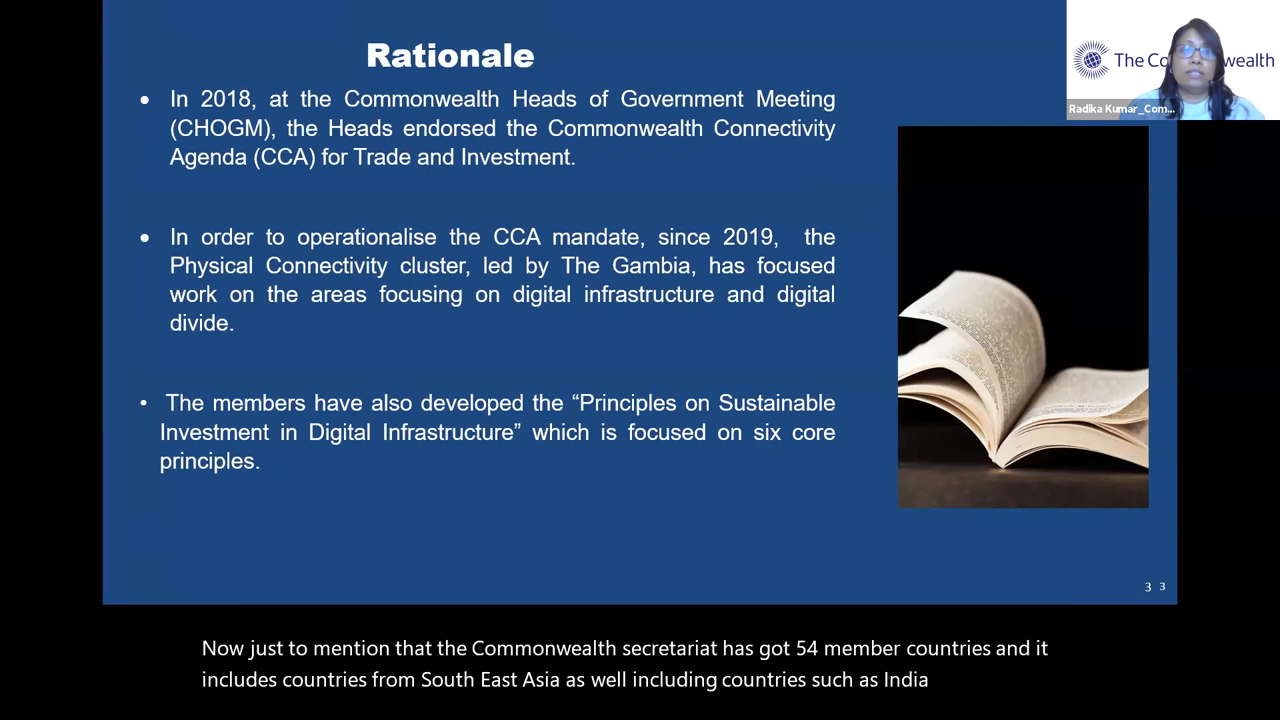 Rationale
The C wealth
Radika Kumar_Com...
• In 2018, at the Commonwealth Heads of Government Meeting
(CHOGM), the Heads endorsed the Commonwealth Connectivity
Agenda (CCA) for Trade and Investment.
• In order to operationalise the CCA mandate, since 2019, the
Physical Connectivity cluster, led by The Gambia, has focused
work on the areas focusing on digital infrastructure and digital
divide.
• The members have also developed the “Principles on Sustainable
Investment in Digital Infrastructure” which is focused on six core
principles.
3 3
Now just to mention that the Commonwealth secretariat has got 54 member countries and it
includes countries from South East Asia as well including countries such as India